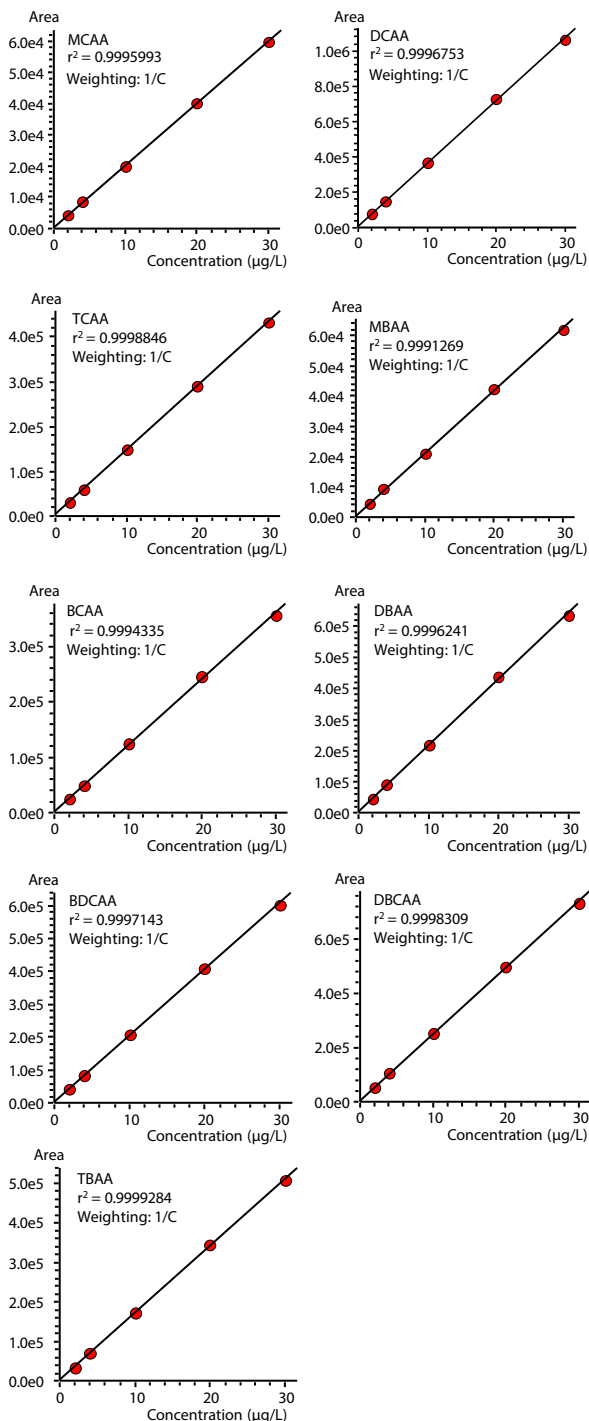 Area
MCAA
r² = 0.9995993
Weighting: 1/C
6.0e4
5.0e4
4.0e4
3.0e4
2.0e4
1.0e4
0.0e0
0 10 20 30
Concentration (µg/L)
Area
DCAA
r² = 0.9996753
Weighting: 1/C
1.0e6
8.0e5
6.0e5
4.0e5
2.0e5
0.0e0
0 10 20 30
Concentration (µg/L)
Area
TCAA
r² = 0.9998846
Weighting: 1/C
4.0e5
3.0e5
2.0e5
1.0e5
0.0e0
0 10 20 30
Concentration (µg/L)
Area
MBAA
r² = 0.9991269
Weighting: 1/C
6.0e4
5.0e4
4.0e4
3.0e4
2.0e4
1.0e4
0.0e0
0 10 20 30
Concentration (µg/L)
Area
BCAA
r² = 0.9994335
Weighting: 1/C
3.0e5
2.0e5
1.0e5
0.0e0
0 10 20 30
Concentration (µg/L)
Area
DBAA
r² = 0.9996241
Weighting: 1/C
6.0e5
5.0e5
4.0e5
3.0e5
2.0e5
1.0e5
0.0e0
0 10 20 30
Concentration (µg/L)
Area
BDCAA
r² = 0.9997143
Weighting: 1/C
6.0e5
5.0e5
4.0e5
3.0e5
2.0e5
1.0e5
0.0e0
0 10 20 30
Concentration (µg/L)
Area
DBCAA
r² = 0.9998309
Weighting: 1/C
6.0e5
4.0e5
2.0e5
0.0e0
0 10 20 30
Concentration (µg/L)
Area
TBAA
r² = 0.9999284
Weighting: 1/C
5.0e5
4.0e5
3.0e5
2.0e5
1.0e5
0.0e0
0 10 20 30
Concentration (µg/L)